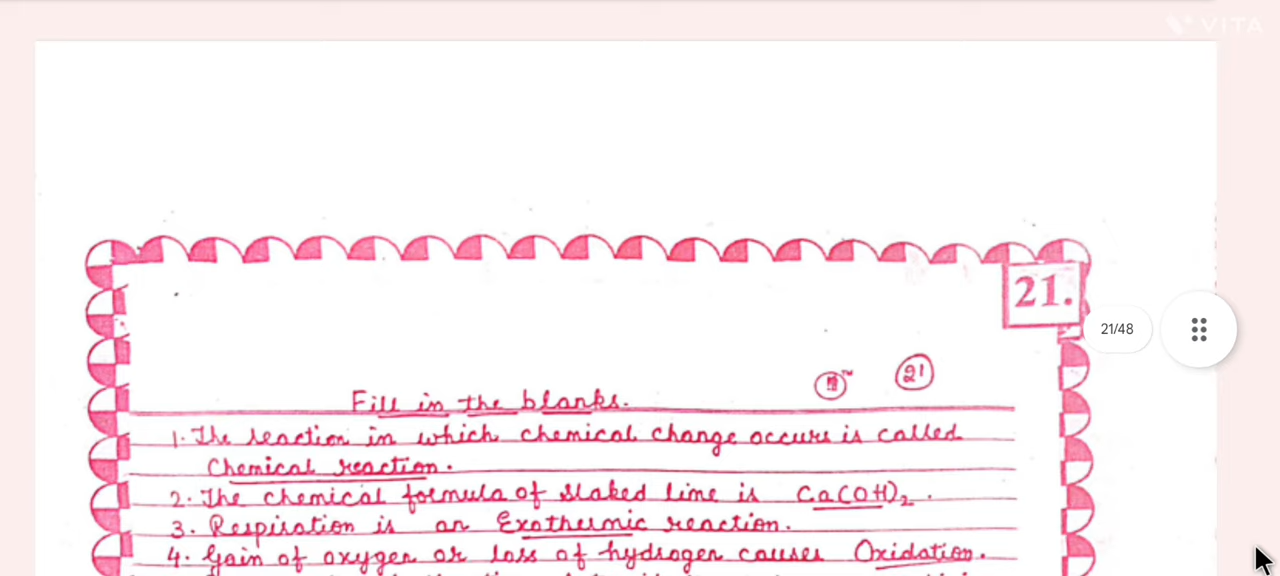 VITA
21.
21/48
21
Fill in the blanks.
1. The reaction in which chemical change occurs is called
Chemical reaction.
2. The chemical formula of slaked lime is Ca(OH)2.
3. Respiration is an Exothermic reaction.
4. Gain of oxygen or loss of hydrogen causes Oxidation.